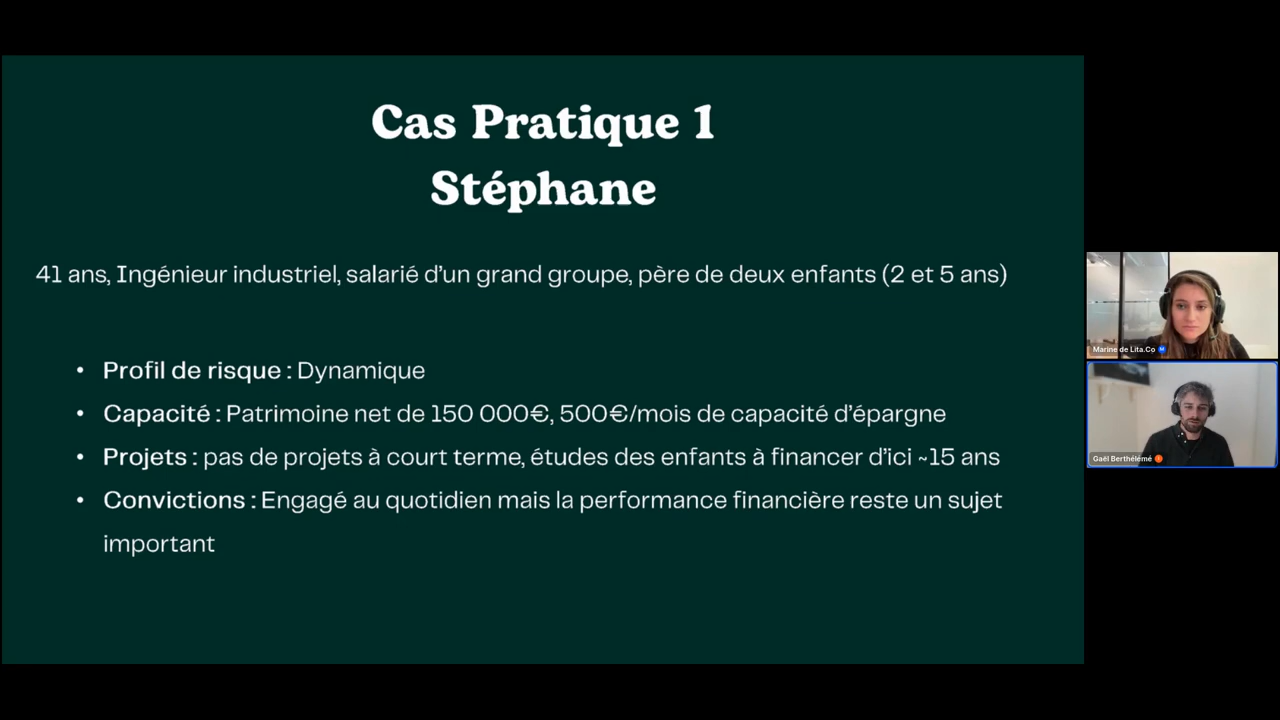 Cas Pratique 1
Stéphane
41 ans, Ingénieur industriel, salarié d’un grand groupe, père de deux enfants (2 et 5 ans)
• Profil de risque : Dynamique
• Capacité : Patrimoine net de 150 000€, 500€/mois de capacité d’épargne
• Projets : pas de projets à court terme, études des enfants à financer d’ici ~15 ans
• Convictions : Engagé au quotidien mais la performance financière reste un sujet
important
Marine de Lita.Co
Gaël Berthélémé